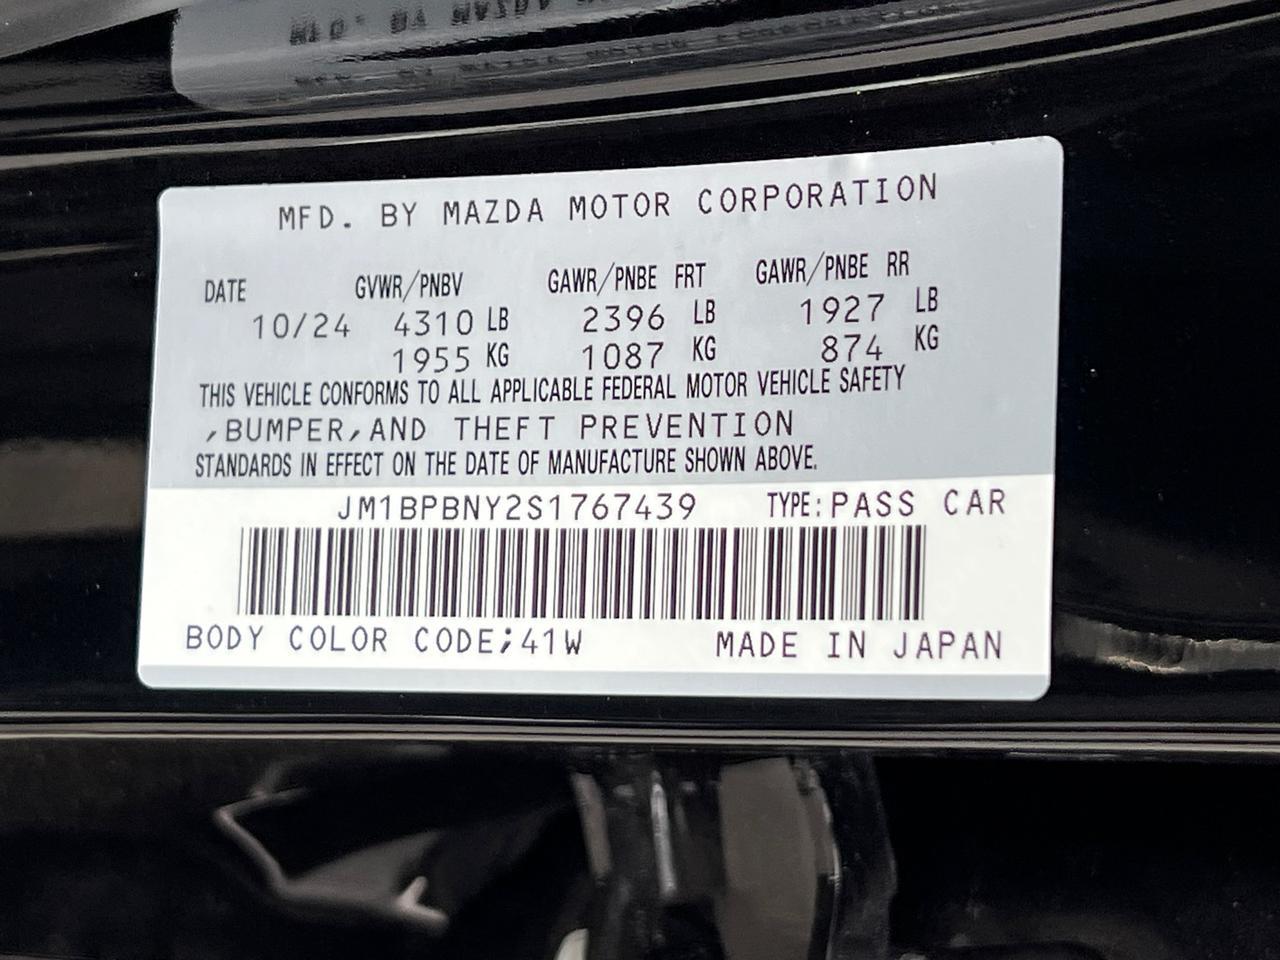 MFD. BY MAZDA MOTOR CORPORATION
DATE GVWR/PNBV GAWR/PNBE FRT GAWR/PNBE RR
10/24 4310 LB 2396 LB 1927 LB
1955 KG 1087 KG 874 KG
THIS VEHICLE CONFORMS TO ALL APPLICABLE FEDERAL MOTOR VEHICLE SAFETY
,BUMPER,AND THEFT PREVENTION
STANDARDS IN EFFECT ON THE DATE OF MANUFACTURE SHOWN ABOVE.
JM1BPBNY2S1767439 TYPE:PASS CAR
BODY COLOR CODE;41W MADE IN JAPAN